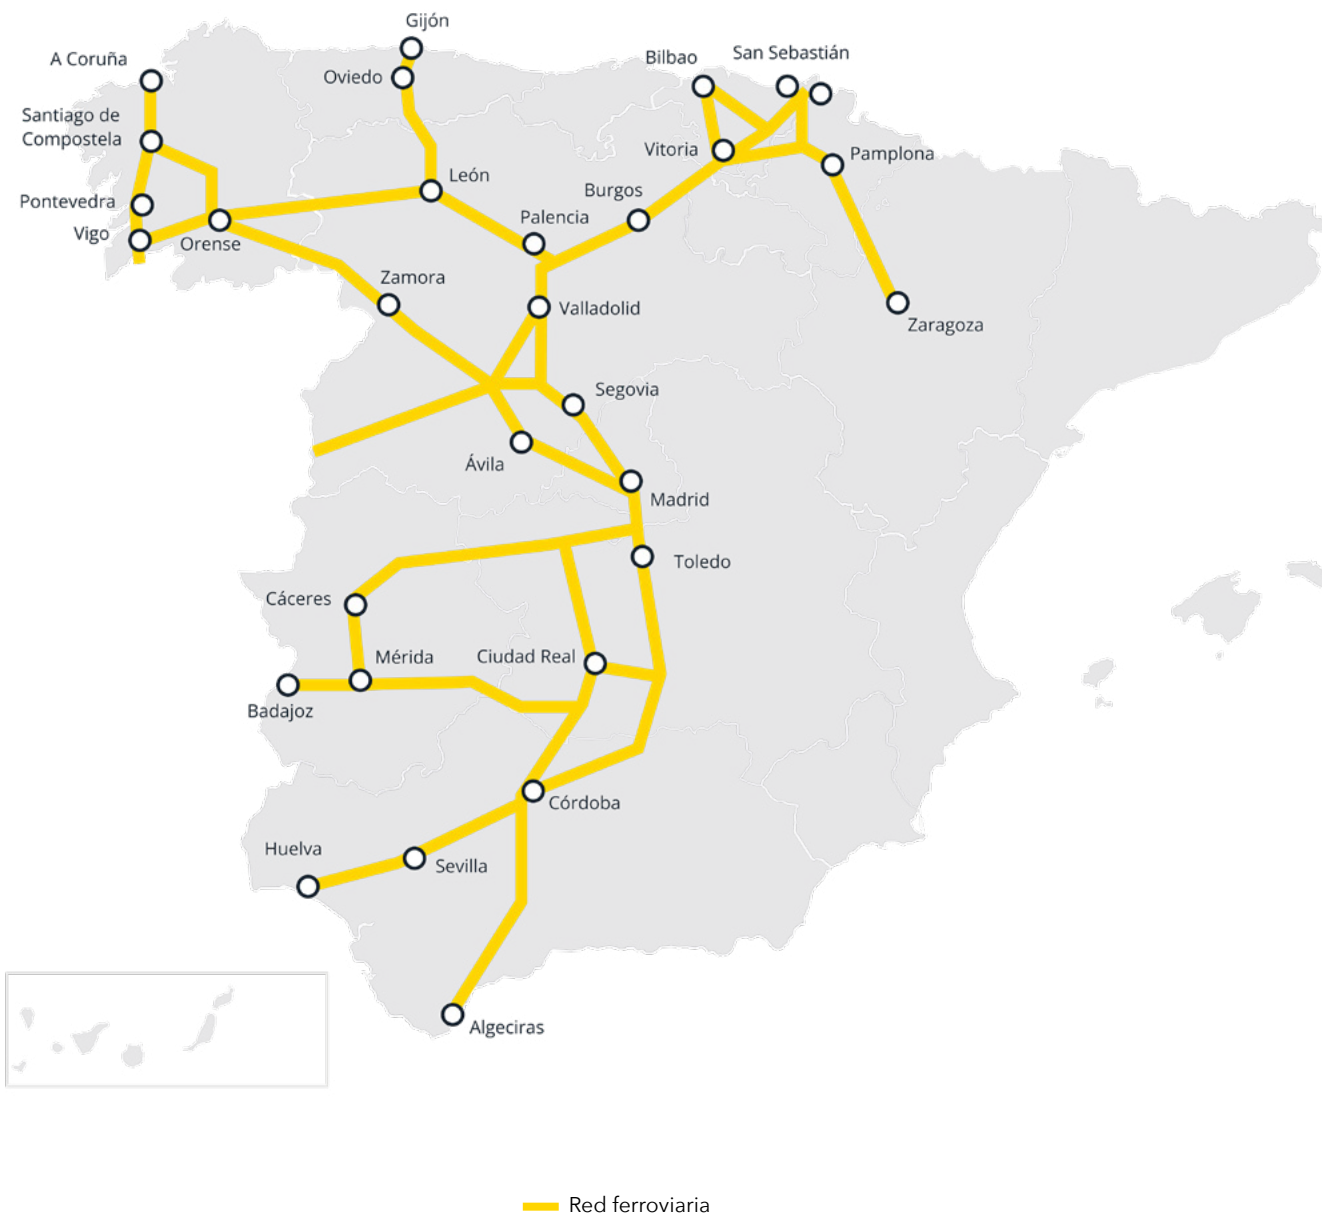 Gijón
A Coruña
Oviedo
Bilbao
San Sebastián
Santiago de
Compostela
Vitoria
Pamplona
León
Pontevedra
Burgos
Palencia
Vigo
Orense
Zamora
Valladolid
Zaragoza
Segovia
Ávila
Madrid
Toledo
Cáceres
Mérida
Ciudad Real
Badajoz
Córdoba
Huelva
Sevilla
Algeciras
Red ferroviaria